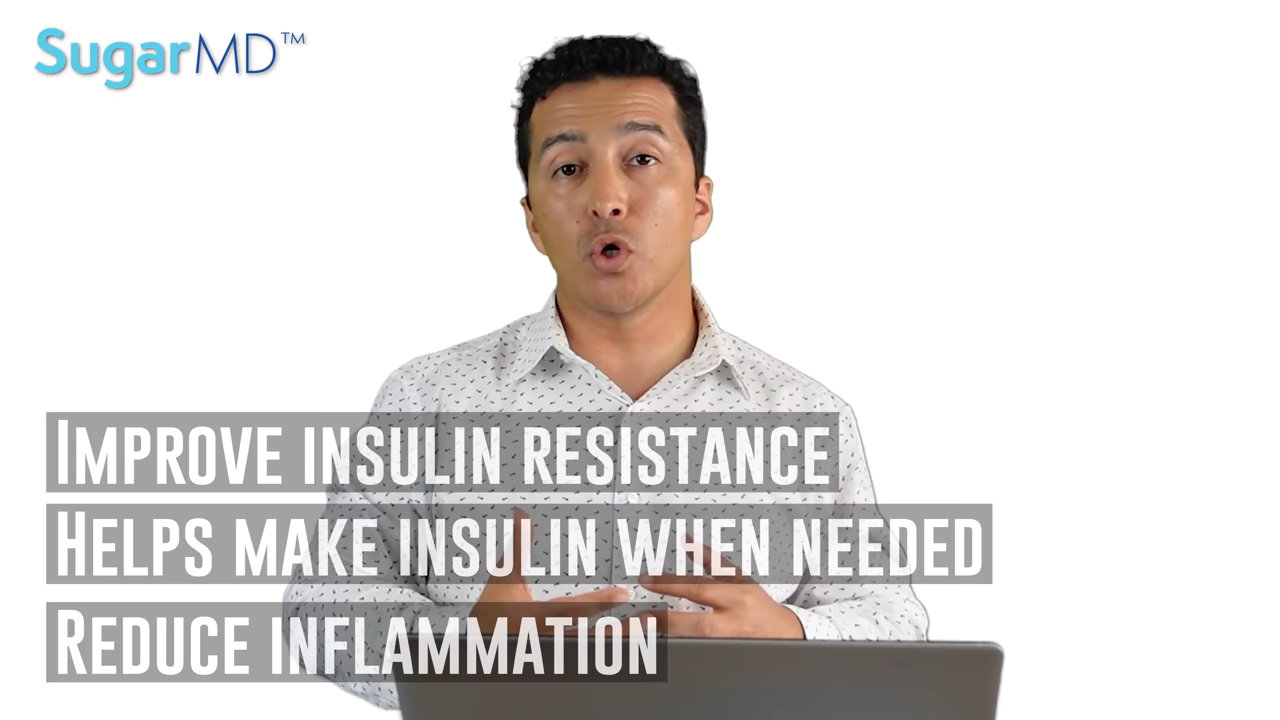 SugarMD™
Improve insulin resistance
Helps make insulin when needed
Reduce inflammation